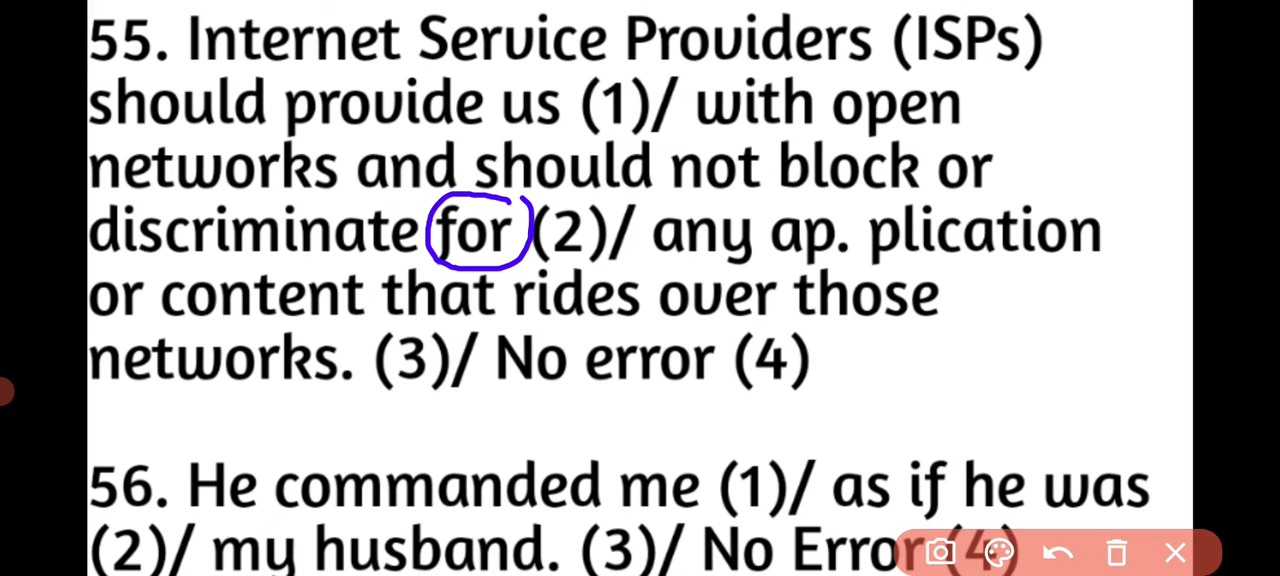 55. Internet Service Providers (ISPs)
should provide us (1)/ with open
networks and should not block or
discriminate for (2)/ any ap. plication
or content that rides over those
networks. (3)/ No error (4)
56. He commanded me (1)/ as if he was
(2)/ my husband. (3)/ No Error (4)